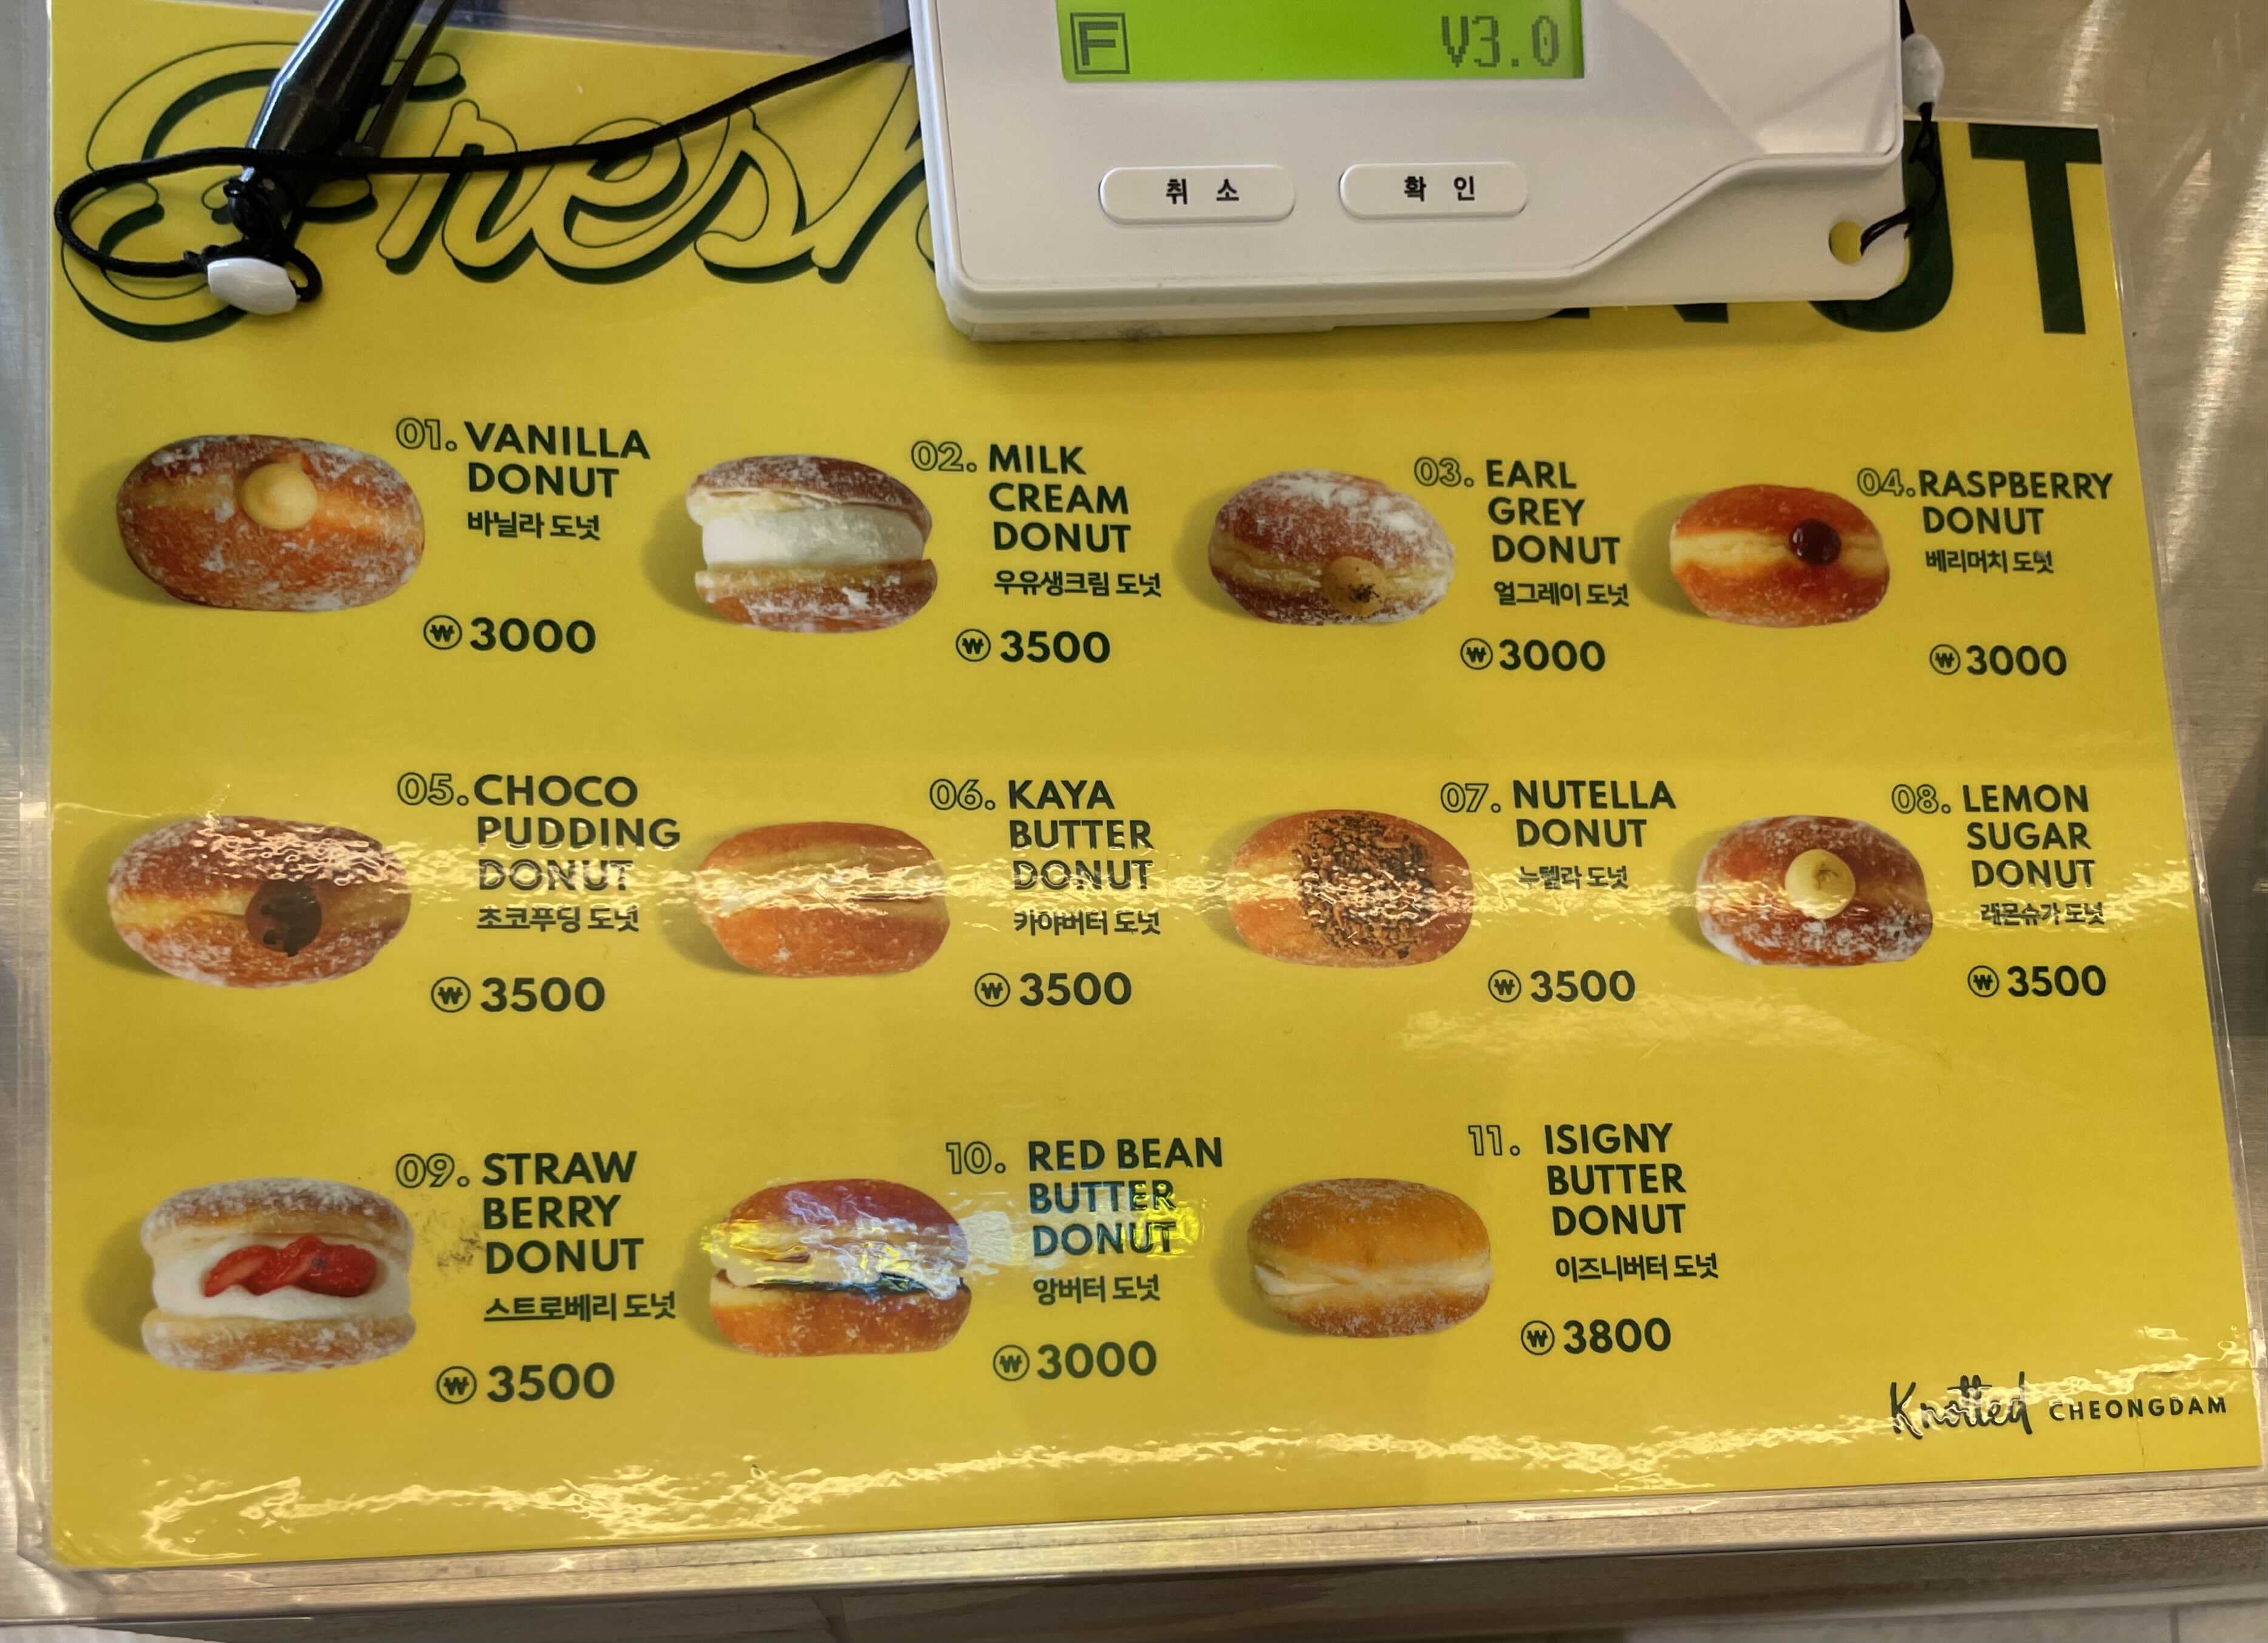 F V3.0
취소 확인
Fresh
UT
01. VANILLA
DONUT
바닐라 도넛
₩ 3000
02. MILK
CREAM
DONUT
우유생크림 도넛
₩ 3500
03. EARL
GREY
DONUT
얼그레이 도넛
₩ 3000
04. RASPBERRY
DONUT
베리머치 도넛
₩ 3000
05. CHOCO
PUDDING
DONUT
초코푸딩 도넛
₩ 3500
06. KAYA
BUTTER
DONUT
카야버터 도넛
₩ 3500
07. NUTELLA
DONUT
누텔라 도넛
₩ 3500
08. LEMON
SUGAR
DONUT
레몬슈가 도넛
₩ 3500
09. STRAW
BERRY
DONUT
스트로베리 도넛
₩ 3500
10. RED BEAN
BUTTER
DONUT
앙버터 도넛
₩ 3000
11. ISIGNY
BUTTER
DONUT
이즈니버터 도넛
₩ 3800
Knotted CHEONGDAM